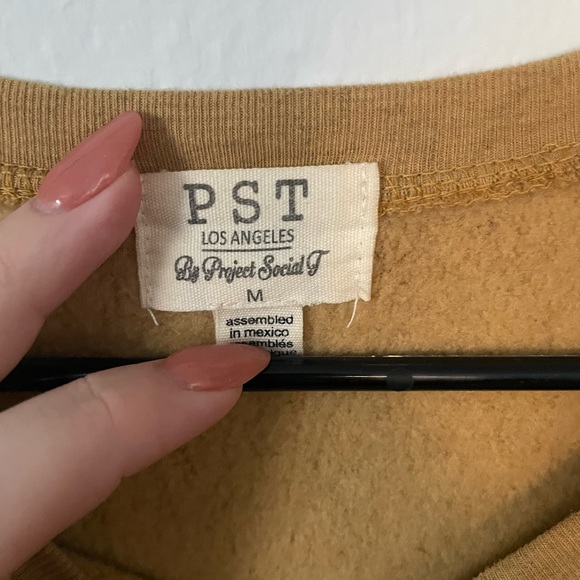 PST
LOS ANGELES
By Project Social T
M
assembled
in mexico